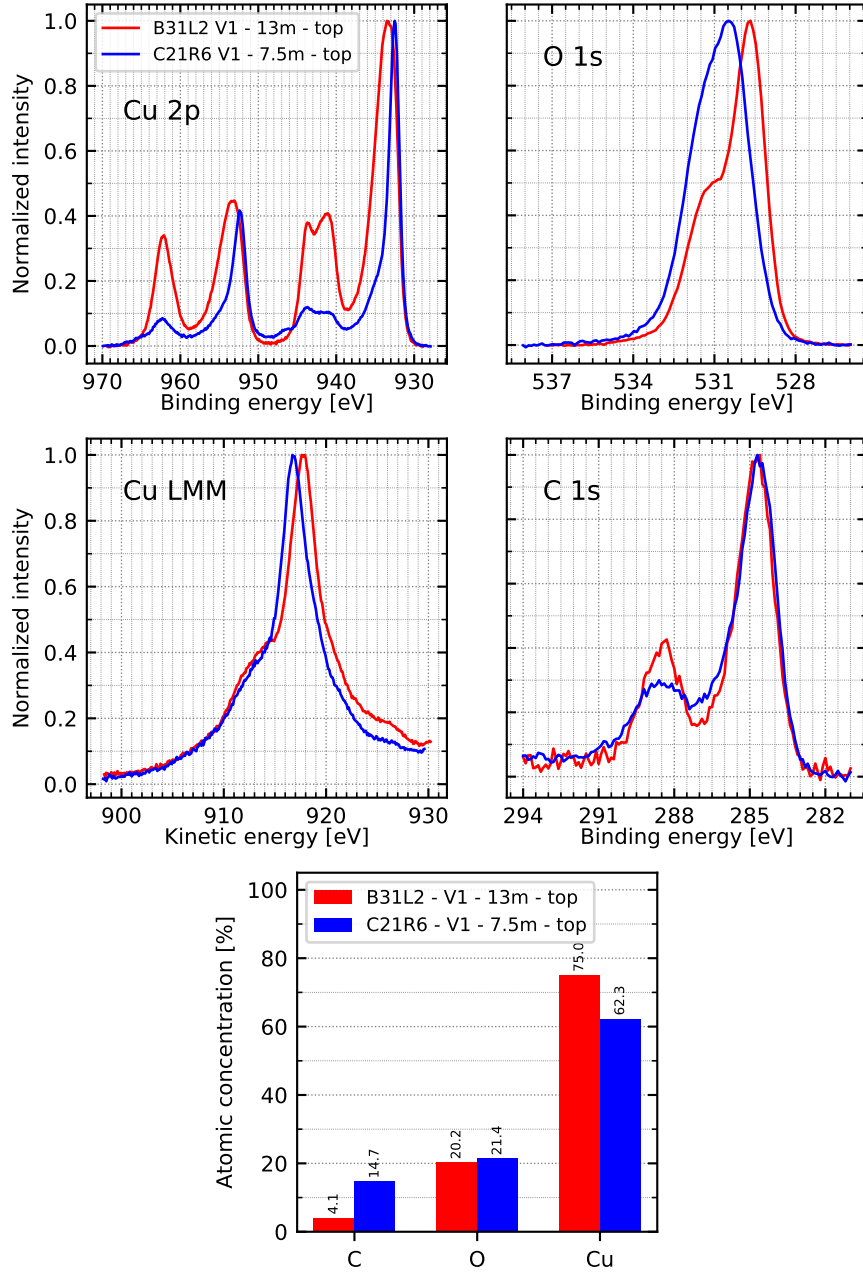 B31L2 V1 - 13m - top
C21R6 V1 - 7.5m - top
Cu 2p
Normalized intensity
1.0
0.8
0.6
0.4
0.2
0.0
970 960 950 940 930
Binding energy [eV]
O 1s
537 534 531 528
Binding energy [eV]
Cu LMM
Normalized intensity
1.0
0.8
0.6
0.4
0.2
0.0
900 910 920 930
Kinetic energy [eV]
C 1s
294 291 288 285 282
Binding energy [eV]
B31L2 - V1 - 13m - top
C21R6 - V1 - 7.5m - top
Atomic concentration [%]
100
80
60
40
20
0
4.1 14.7 20.2 21.4 75.0 62.3
C O Cu